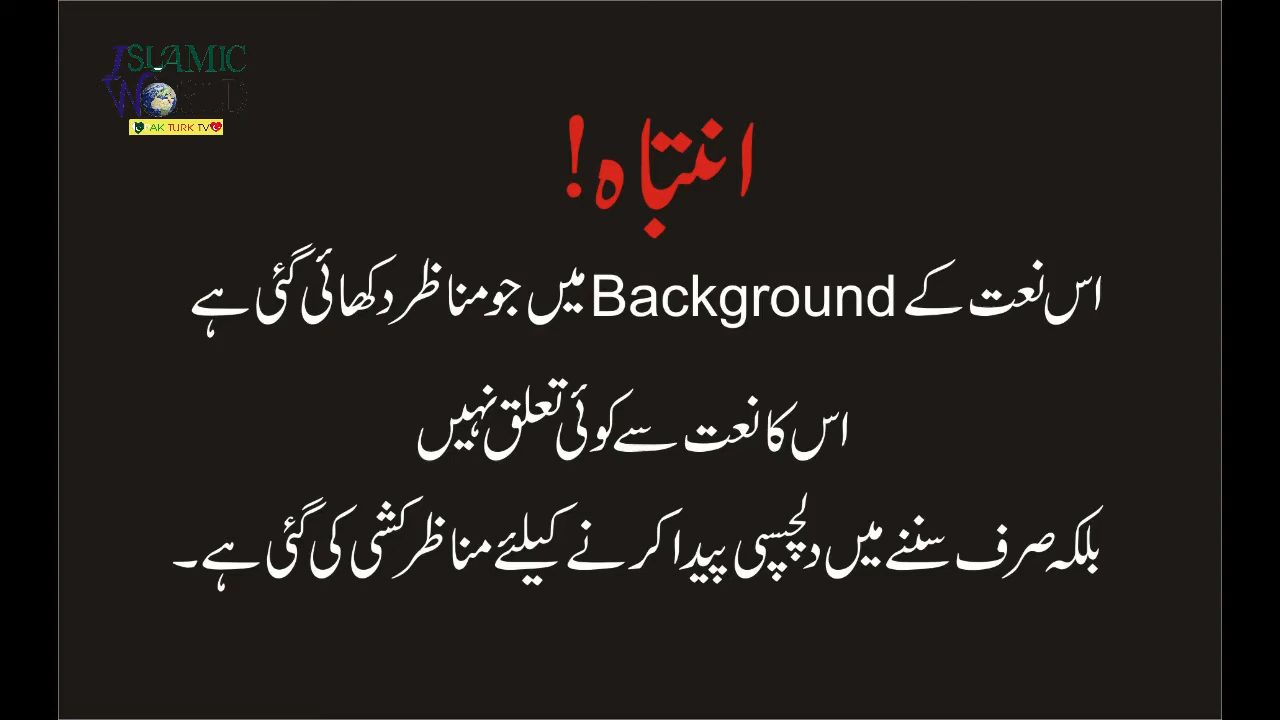 ISLAMIC
WORLD
PAK TURK TV
انتباہ!
اس نعت کے Background میں جو مناظر دکھائی گئی ہے
اس کا نعت سے کوئی تعلق نہیں
بلکہ صرف سننے میں دلچسپی پیدا کرنے کیلئے مناظر کشی کی گئی ہے۔